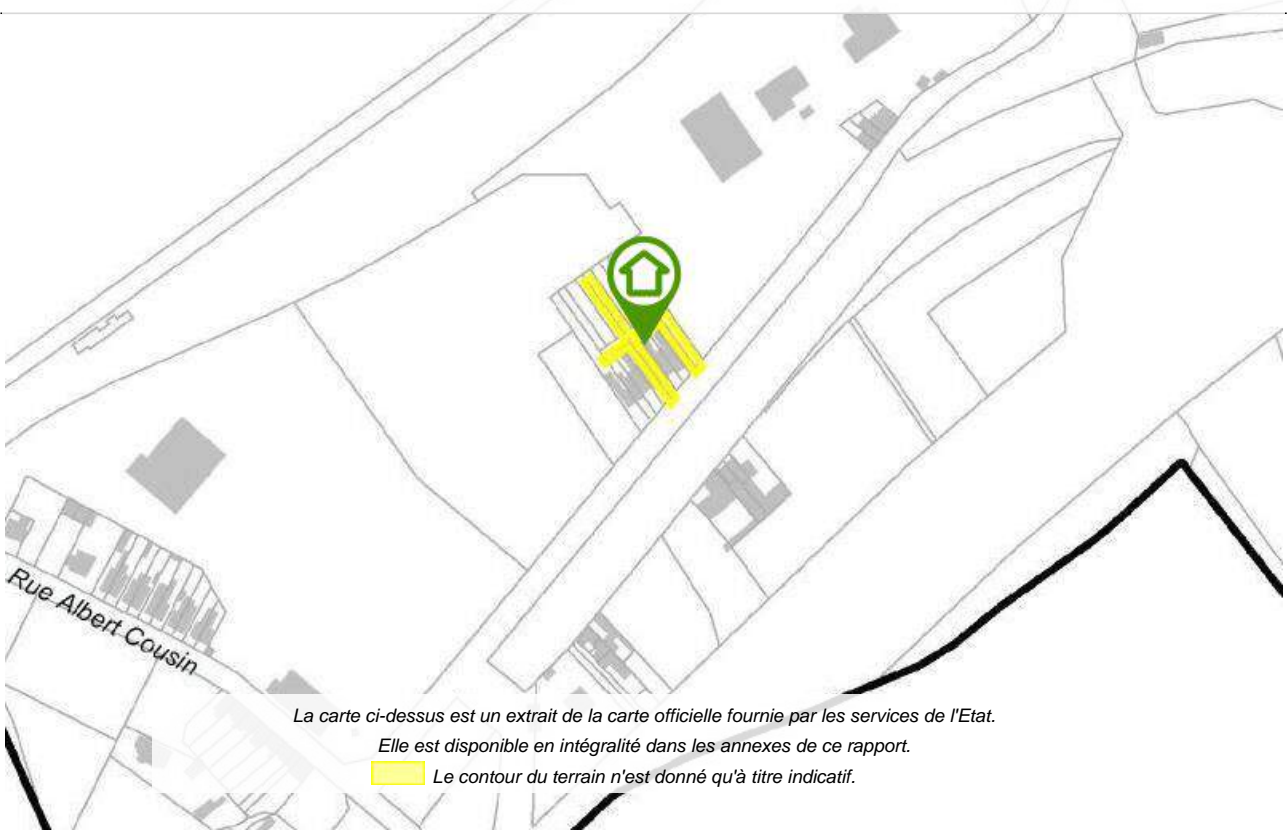 Rue Albert Cousin
La carte ci-dessus est un extrait de la carte officielle fournie par les services de l'Etat.
Elle est disponible en intégralité dans les annexes de ce rapport.
Le contour du terrain n'est donné qu'à titre indicatif.